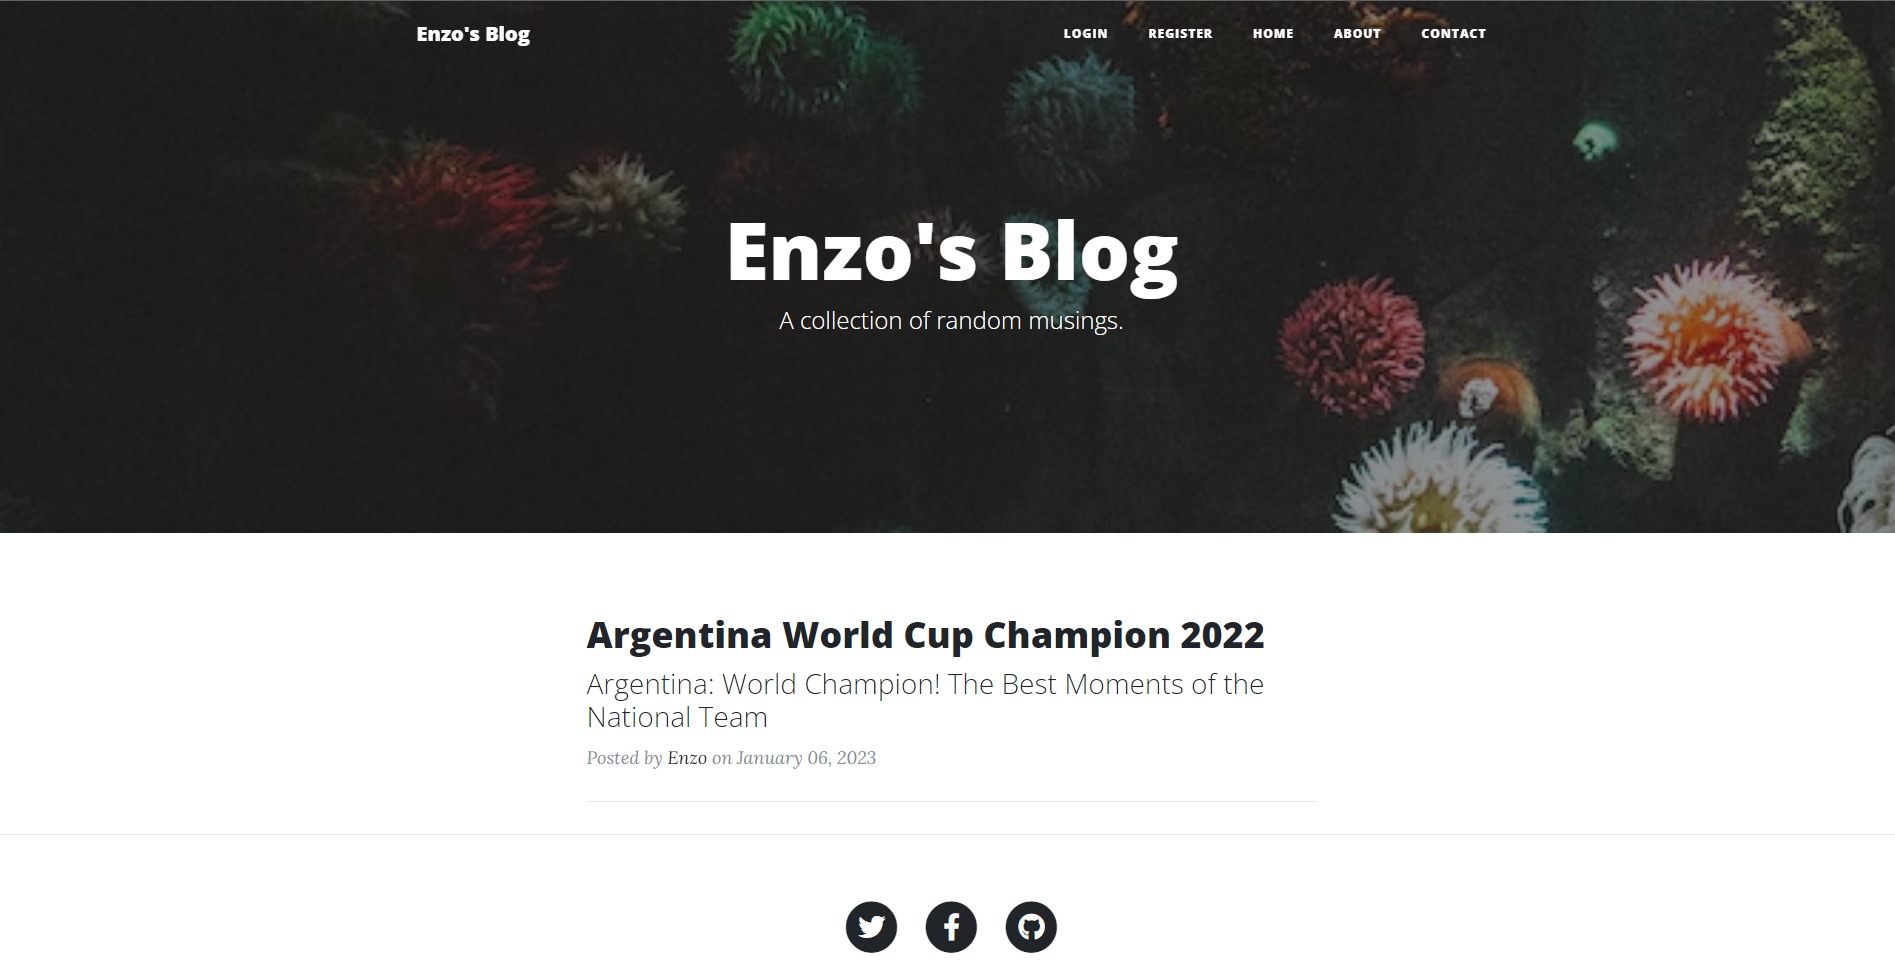 Enzo's Blog
LOGIN REGISTER HOME ABOUT CONTACT
Enzo's Blog
A collection of random musings.
Argentina World Cup Champion 2022
Argentina: World Champion! The Best Moments of the
National Team
Posted by Enzo on January 06, 2023